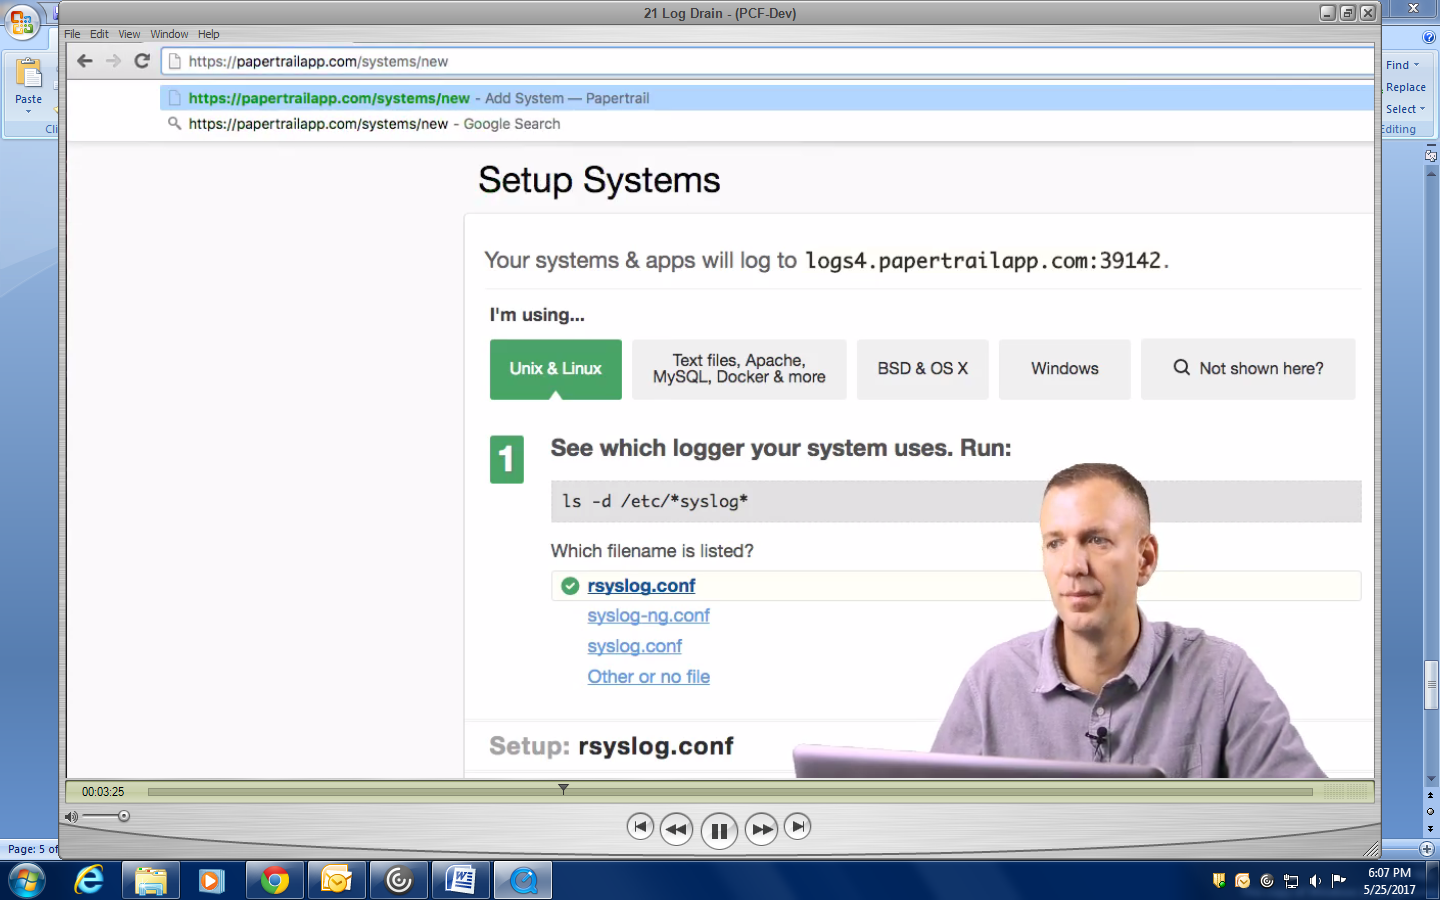 21 Log Drain - (PCF-Dev)
File Edit View Window Help
https://papertrailapp.com/systems/new
https://papertrailapp.com/systems/new - Add System — Papertrail
https://papertrailapp.com/systems/new - Google Search
Paste
Find
Replace
Select
Editing
Setup Systems
Your systems & apps will log to logs4.papertrailapp.com:39142.
I'm using...
Unix & Linux
Text files, Apache,
MySQL, Docker & more
BSD & OS X
Windows
Not shown here?
1
See which logger your system uses. Run:
ls -d /etc/*syslog*
Which filename is listed?
rsyslog.conf
syslog-ng.conf
syslog.conf
Other or no file
Setup: rsyslog.conf
00:03:25
Page: 5 of
6:07 PM
5/25/2017